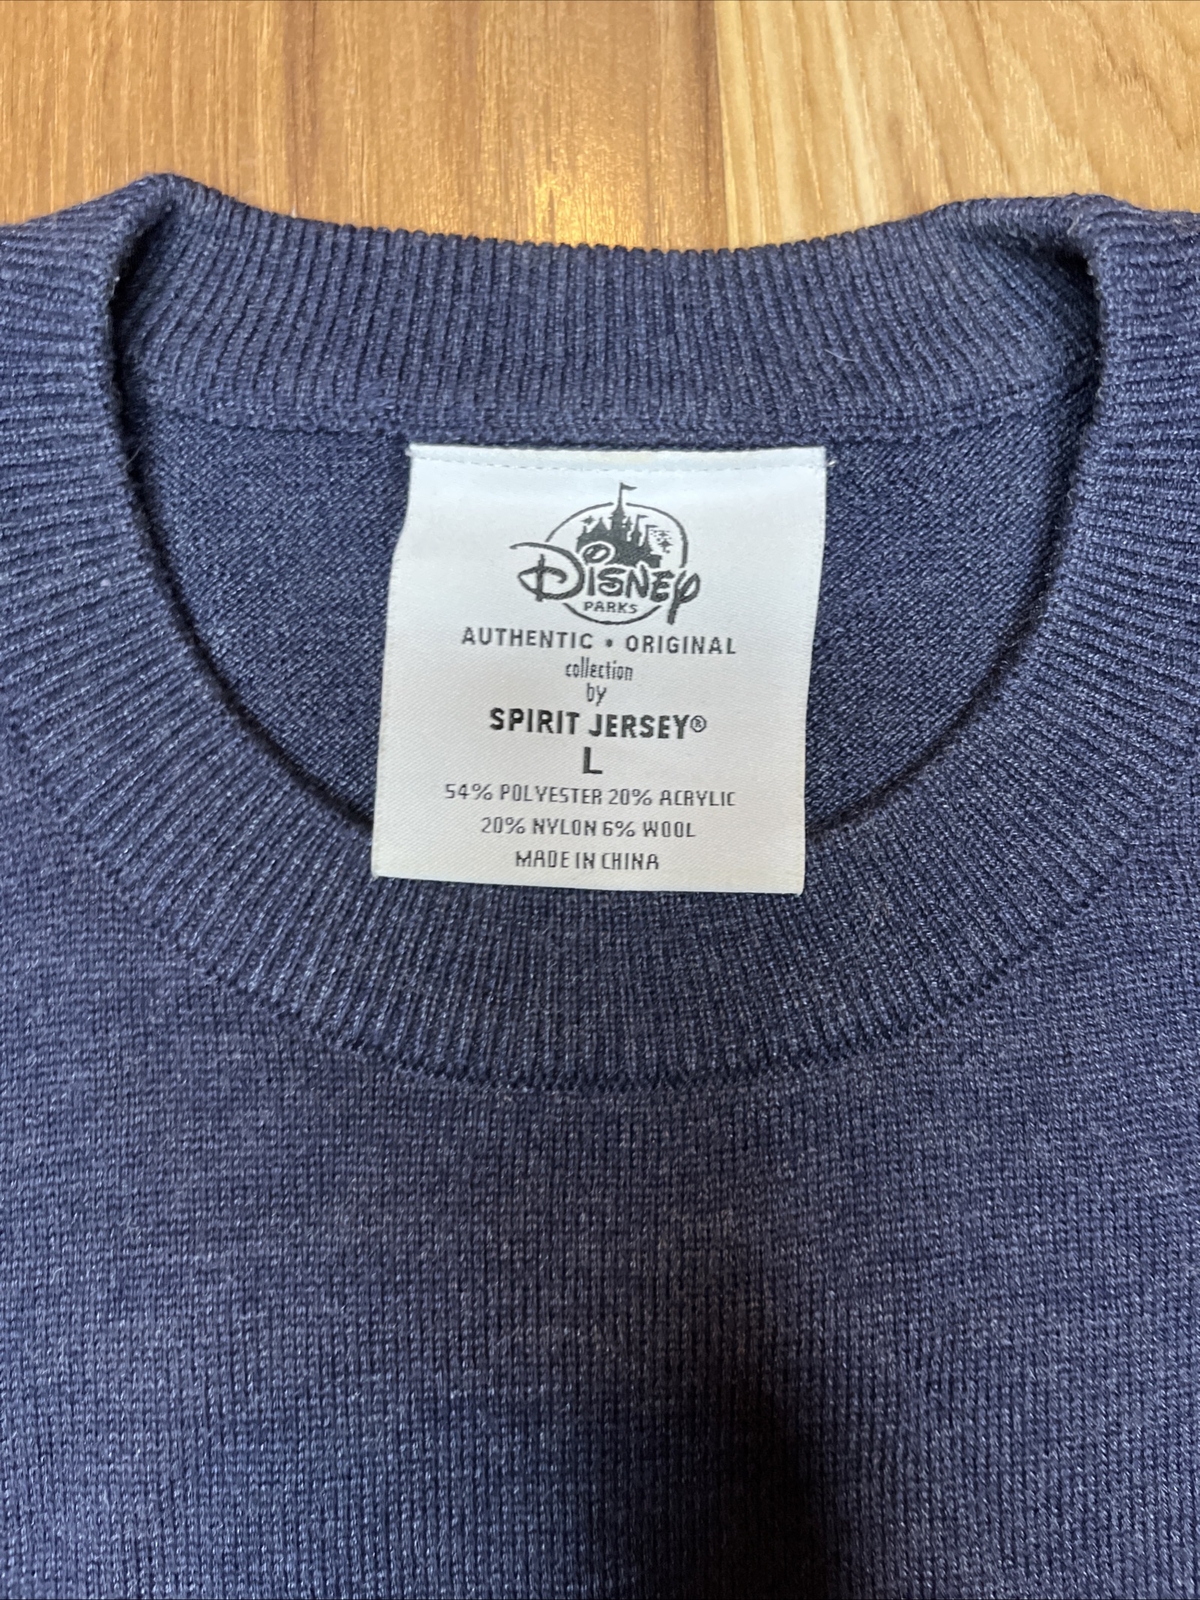 Disney
PARKS
AUTHENTIC • ORIGINAL
collection
by
SPIRIT JERSEY®
L
54% POLYESTER 20% ACRYLIC
20% NYLON 6% WOOL
MADE IN CHINA